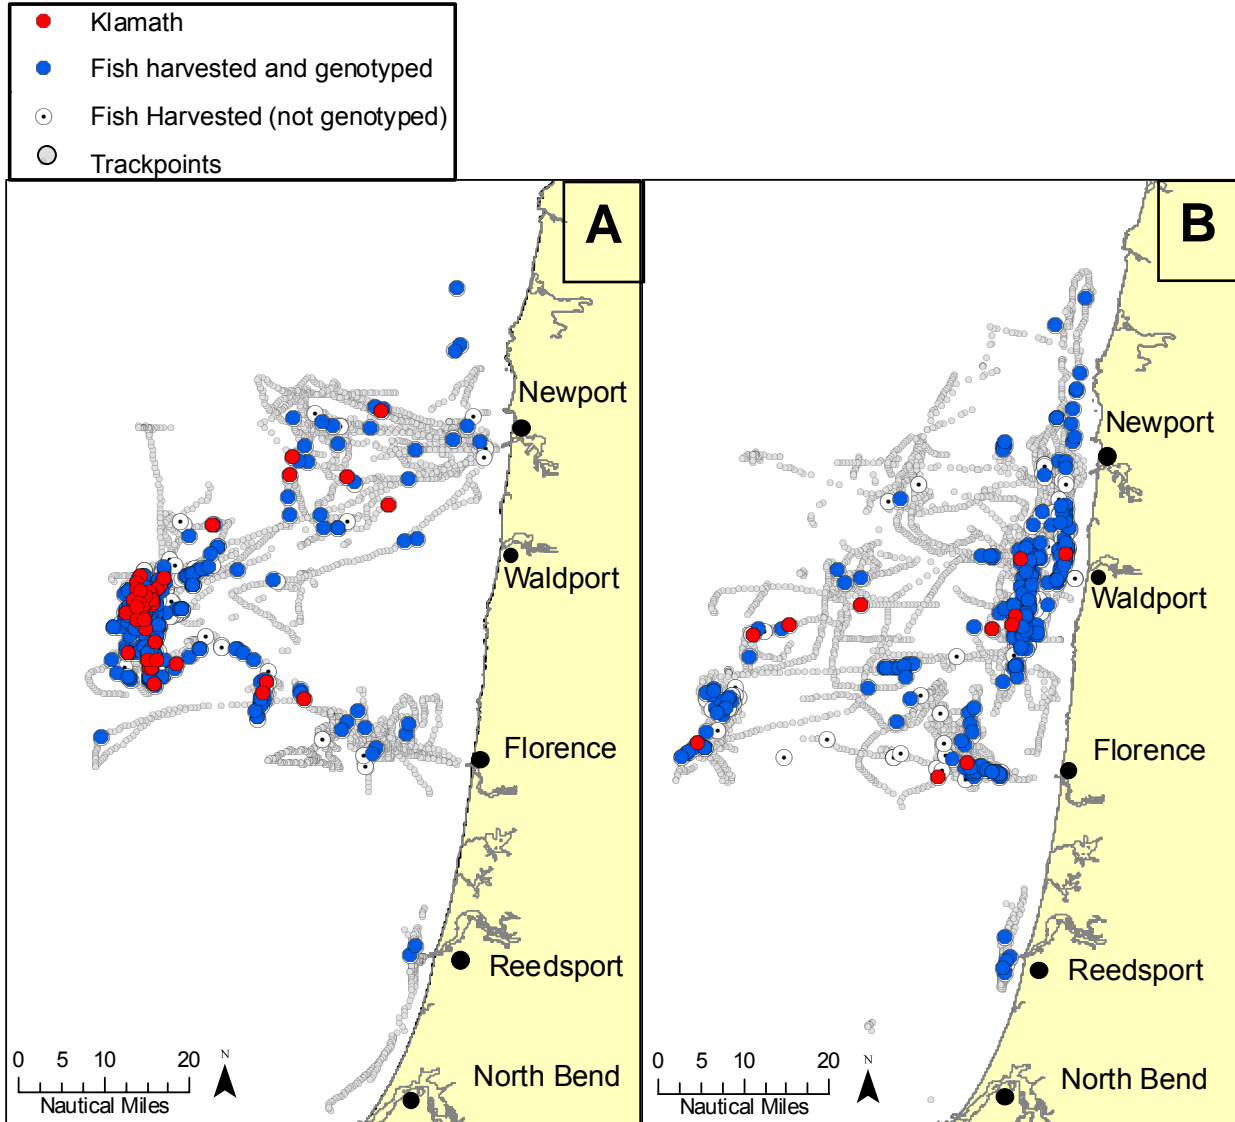 Klamath
Fish harvested and genotyped
Fish Harvested (not genotyped)
Trackpoints
A
Newport
Waldport
Florence
Reedsport
North Bend
0 5 10 20
N
Nautical Miles
B
Newport
Waldport
Florence
Reedsport
North Bend
0 5 10 20
N
Nautical Miles